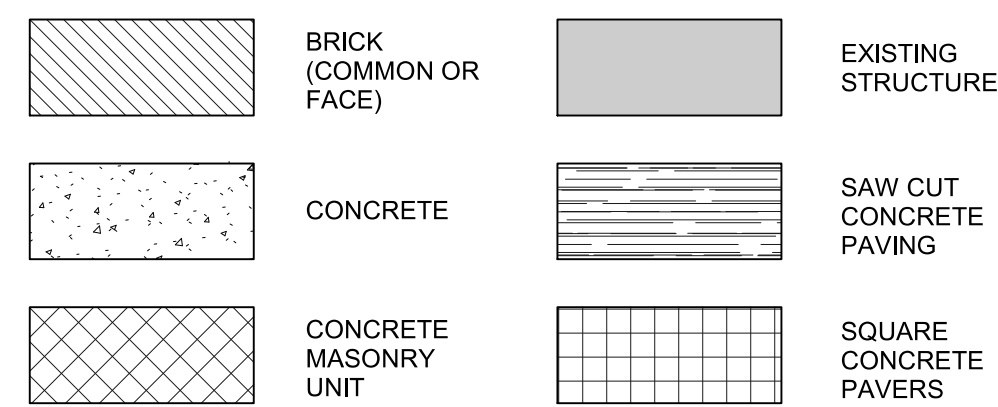 BRICK
(COMMON OR
FACE)
EXISTING
STRUCTURE
CONCRETE
SAW CUT
CONCRETE
PAVING
CONCRETE
MASONRY
UNIT
SQUARE
CONCRETE
PAVERS